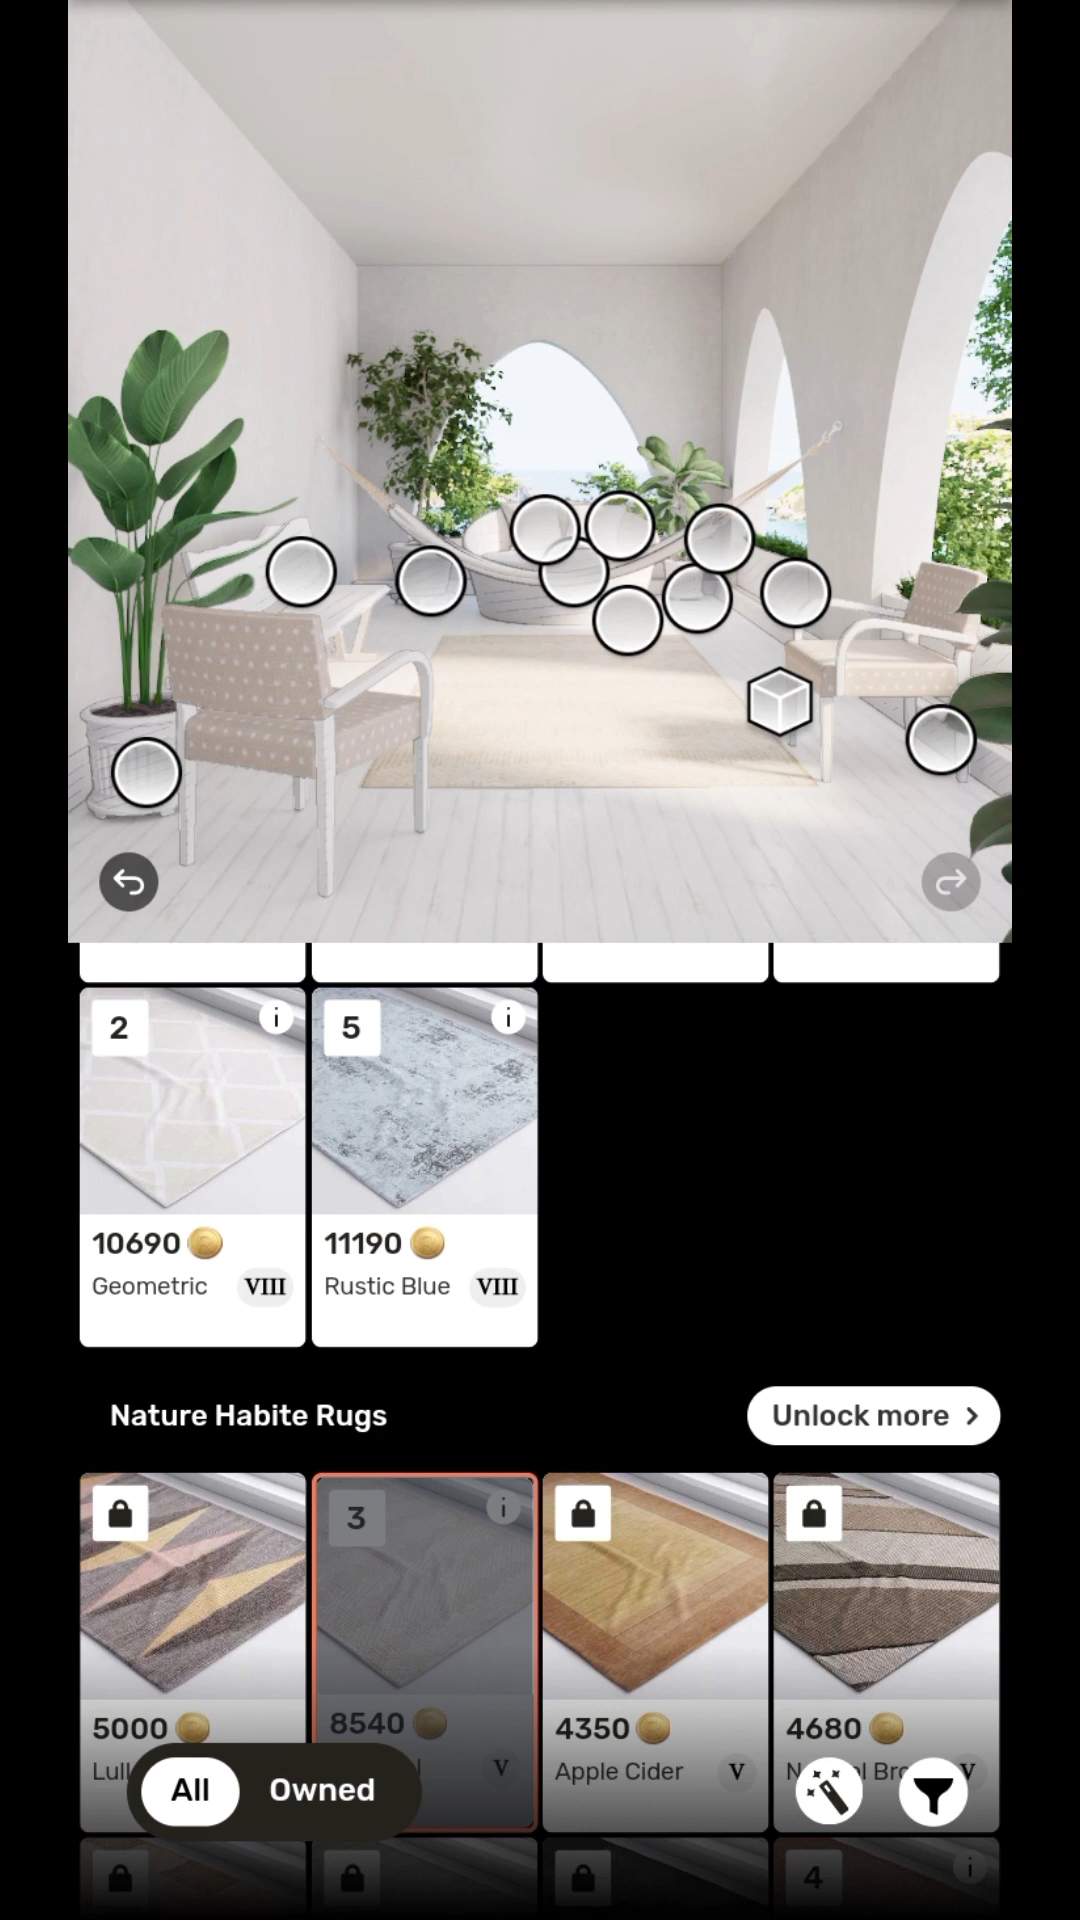 2
i
5
i
10690
11190
Geometric
VIII
Rustic Blue
VIII
Nature Habite Rugs
Unlock more >
3
i
5000
8540
4350
4680
V
Apple Cider
V
V
All
Owned
4
i